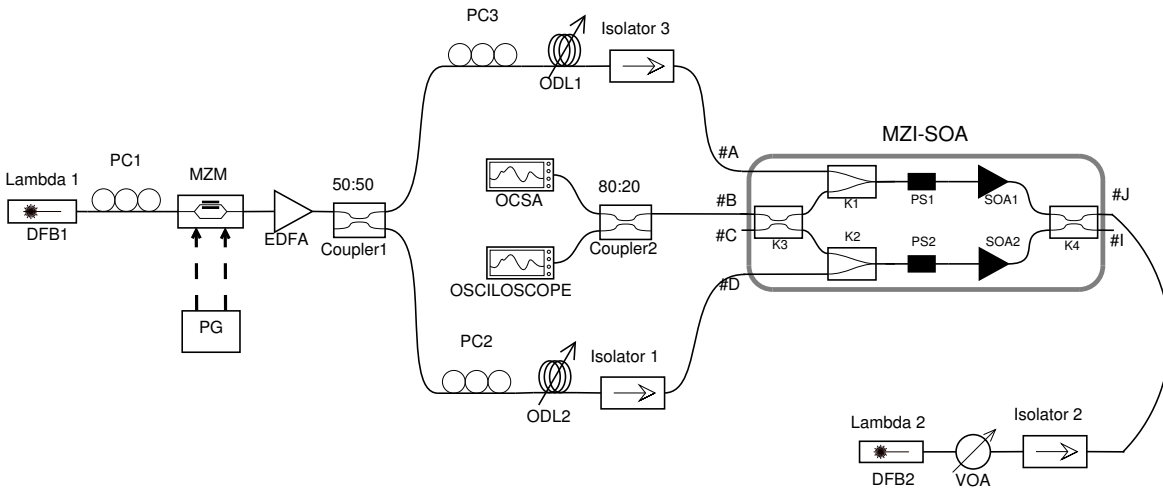 PC3
Isolator 3
ODL1
MZI-SOA
PC1
#A
Lambda 1
MZM
50:50
80:20
#J
OCSA
#B
K1
PS1
SOA1
DFB1
EDFA
Coupler1
Coupler2
#C
K3
K2
PS2
SOA2
K4
#I
OSCILOSCOPE
#D
PG
PC2
Isolator 1
ODL2
Lambda 2
Isolator 2
DFB2
VOA